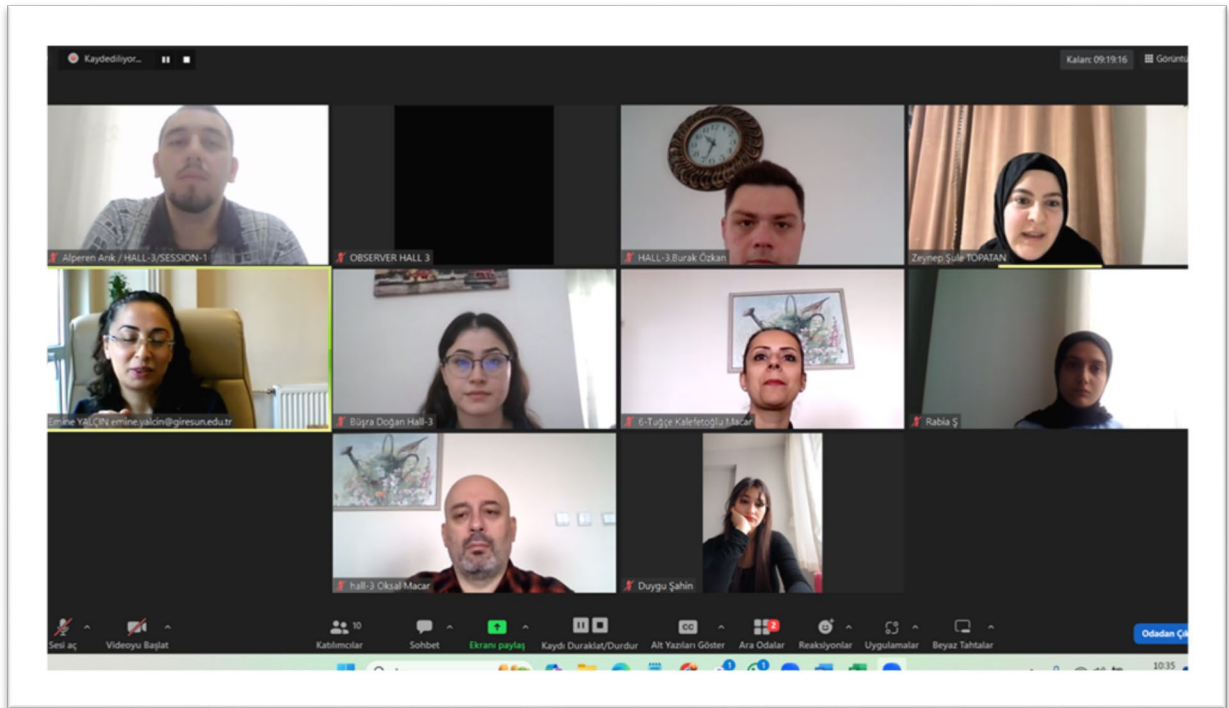 Kaydediliyor...
Kalan: 09:19:16
Görüntü
Alperen Arık / HALL-3/SESSION-1
OBSERVER HALL 3
HALL-3.Burak Özkan
Zeynep Şule TOPATAN
Emine YALÇIN emine.yalcin@giresun.edu.tr
Büşra Doğan Hall-3
6-Tuğçe Kalefetoğlu Macar
Rabia Ş
hall-3 Oksal Macar
Duygu Şahin
10
CC
2
Sesi aç
Videoyu Başlat
Katılımcılar
Sohbet
Ekranı paylaş
Kaydı Duraklat/Durdur
Alt Yazıları Göster
Ara Odalar
Reaksiyonlar
Uygulamalar
Beyaz Tahtalar
Odadan Çık
1
1
10:35